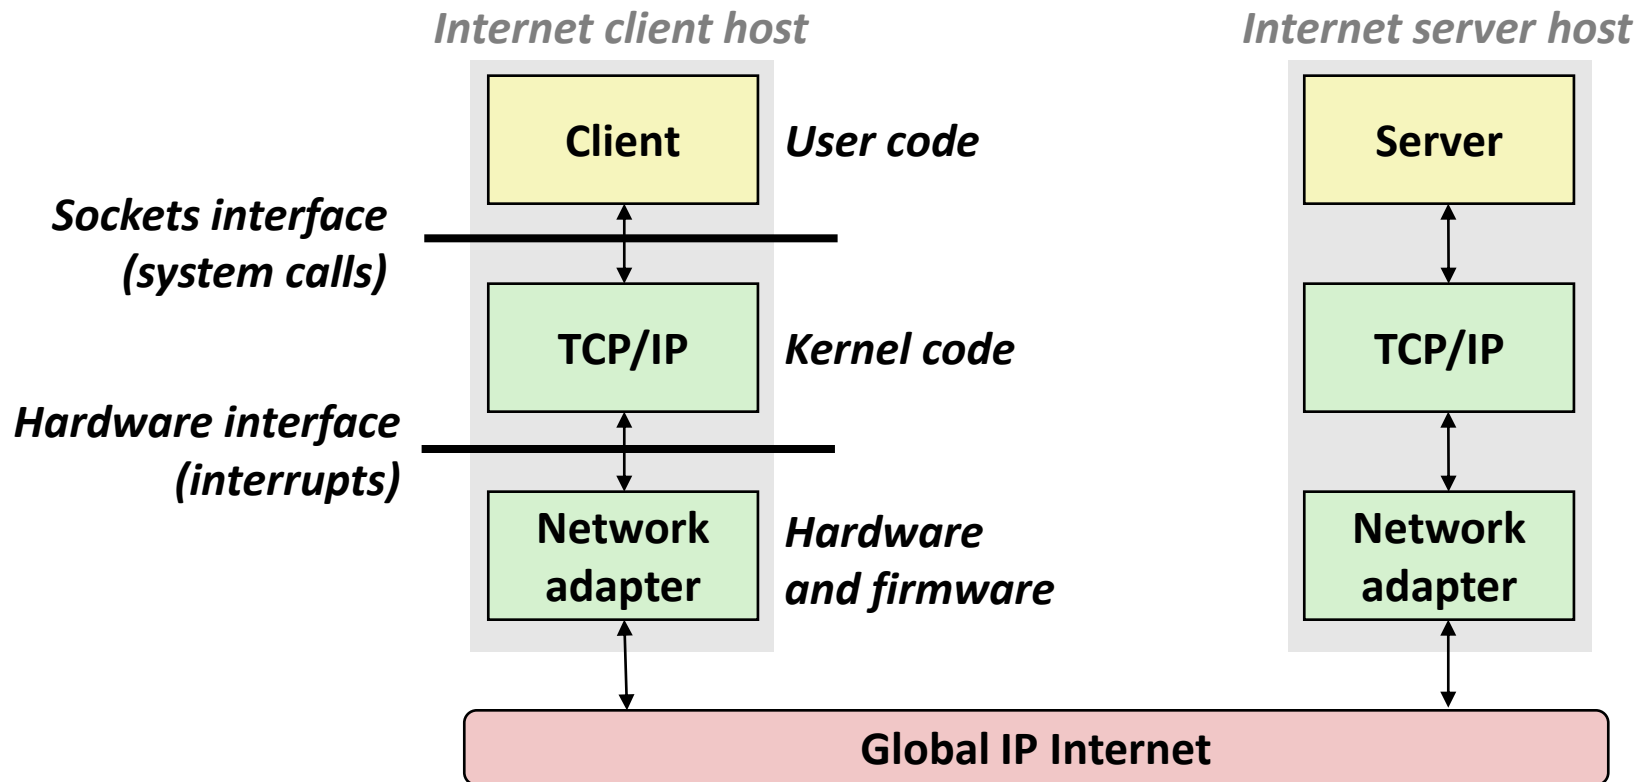 Internet client host
Internet server host
Client
User code
Server
Sockets interface
(system calls)
TCP/IP
Kernel code
TCP/IP
Hardware interface
(interrupts)
Network
adapter
Hardware
and firmware
Network
adapter
Global IP Internet